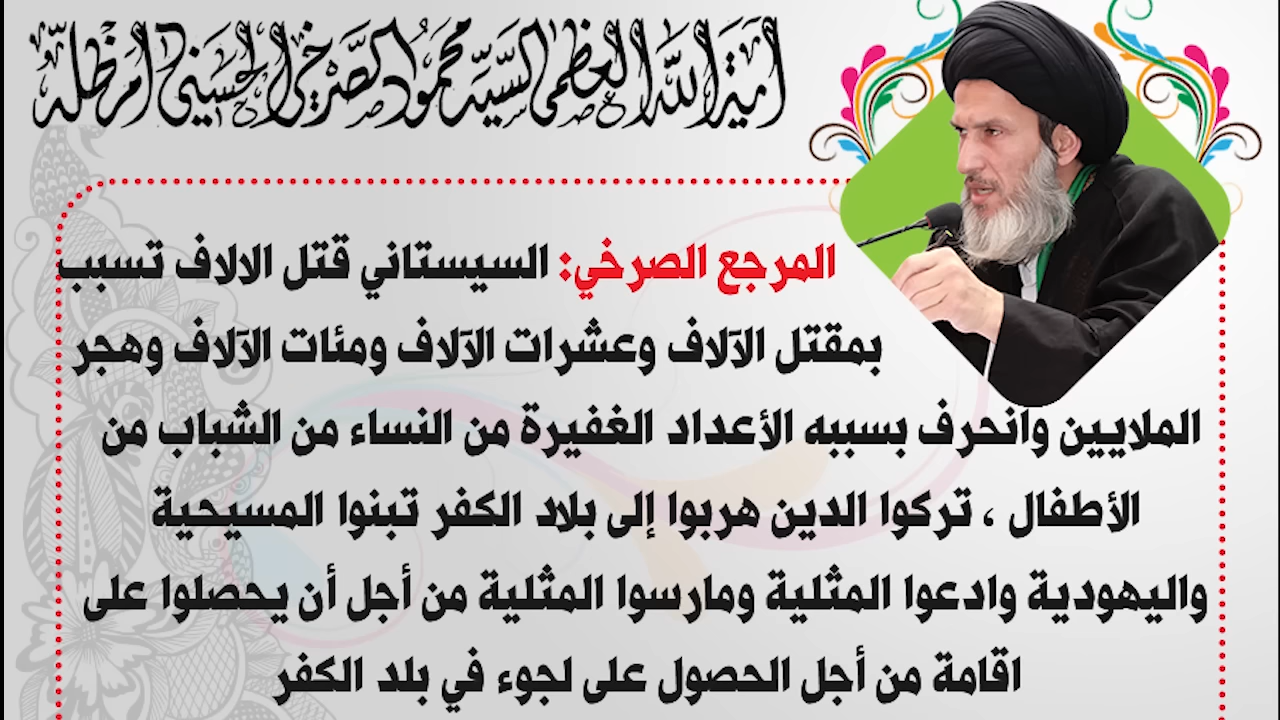 آية الله العظمى السيد محمود الصرخي الحسني دام ظله
المرجع الصرخي: السيستاني قتل الالاف تسبب
بمقتل الآلاف وعشرات الآلاف ومئات الآلاف وهجر
الملايين وانحرف بسببه الأعداد الغفيرة من النساء من الشباب من
الأطفال ، تركوا الدين هربوا إلى بلاد الكفر تبنوا المسيحية
واليهودية وادعوا المثلية ومارسوا المثلية من أجل أن يحصلوا على
اقامة من أجل الحصول على لجوء في بلد الكفر